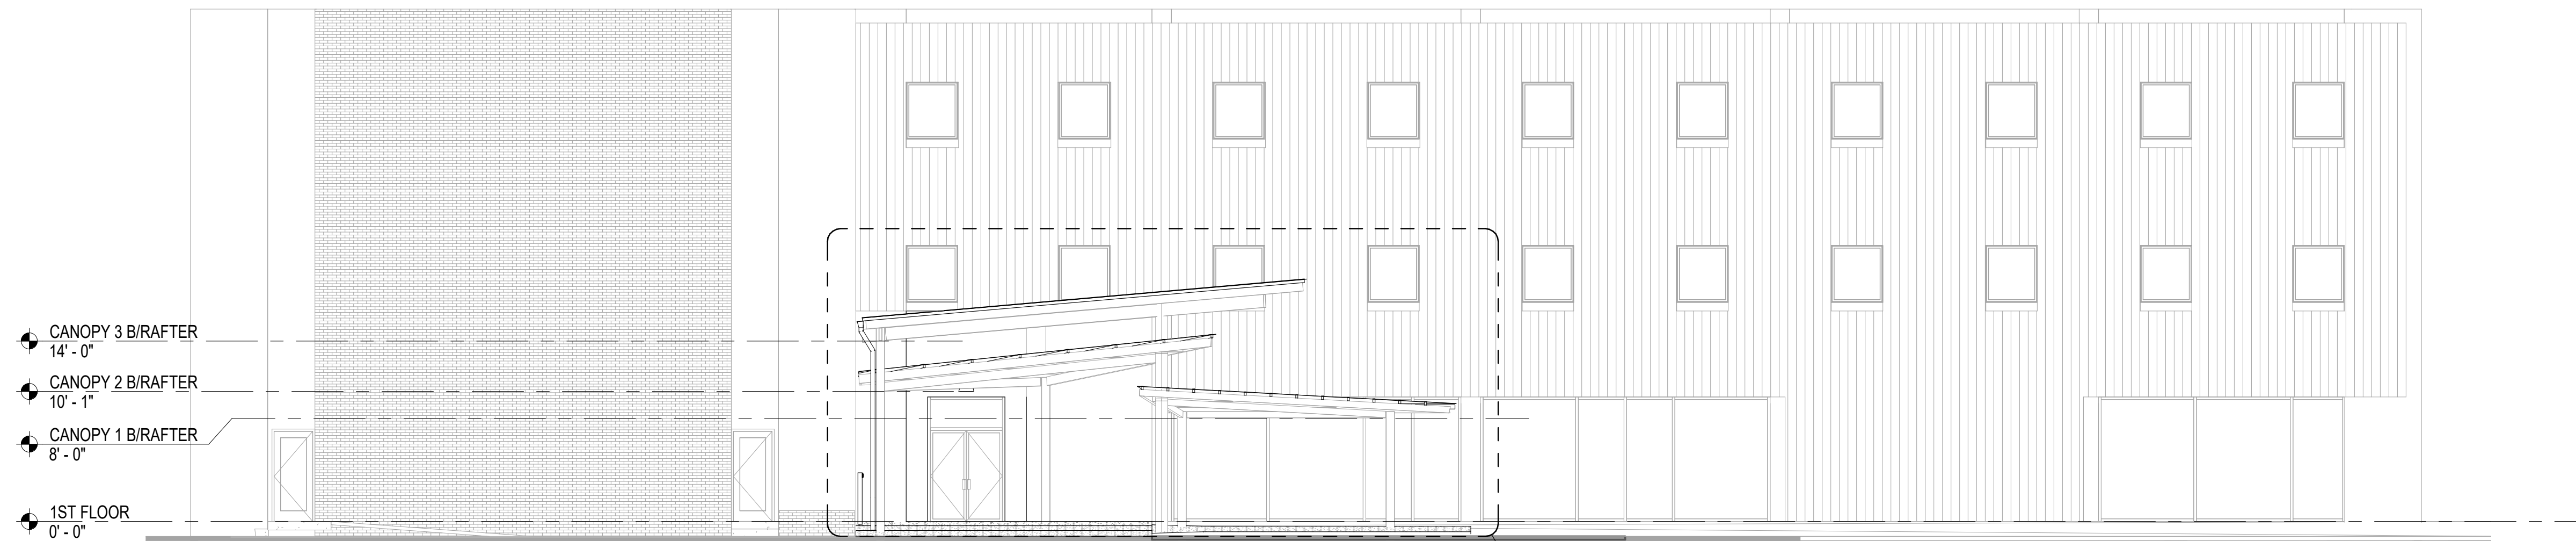 CANOPY 3 B/RAFTER
14' - 0"
CANOPY 2 B/RAFTER
10' - 1"
CANOPY 1 B/RAFTER
8' - 0"
1ST FLOOR
0' - 0"